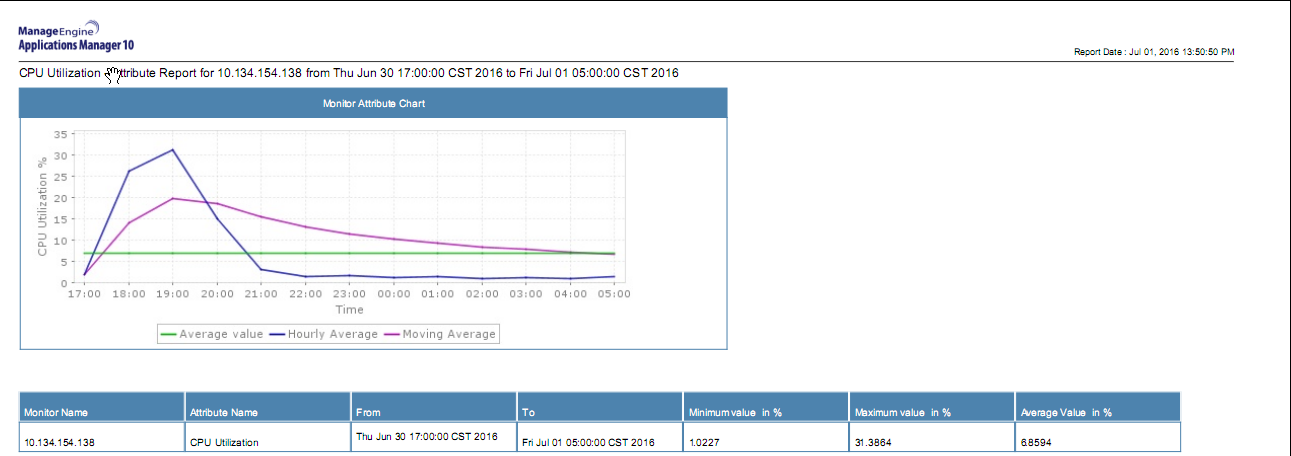 ManageEngine
Applications Manager 10
Report Date : Jul 01, 2016 13:50:50 PM
CPU Utilization - Attribute Report for 10.134.154.138 from Thu Jun 30 17:00:00 CST 2016 to Fri Jul 01 05:00:00 CST 2016
Monitor Attribute Chart
35
30
25
20
15
10
5
0
CPU Utilization %
17:00 18:00 19:00 20:00 21:00 22:00 23:00 00:00 01:00 02:00 03:00 04:00 05:00
Time
Average value Hourly Average Moving Average
Monitor Name Attribute Name From To Minimum value in % Maximum value in % Average Value in %
10.134.154.138 CPU Utilization Thu Jun 30 17:00:00 CST 2016 Fri Jul 01 05:00:00 CST 2016 1.0227 31.3864 6.8594